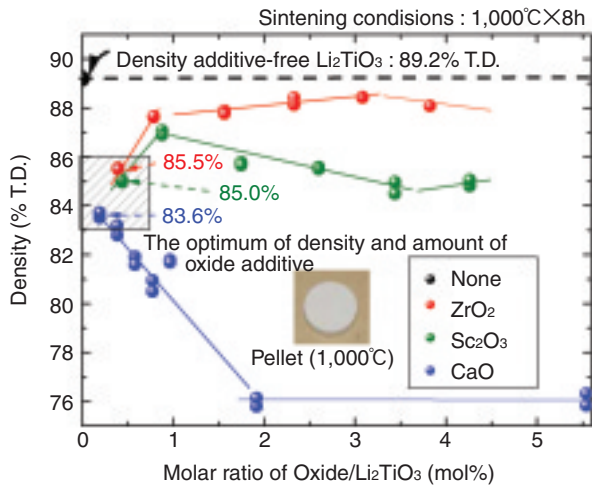 Sintening condisions : 1,000℃×8h
Density additive-free Li2TiO3 : 89.2% T.D.
90
88
86
84
82
80
78
76
Density (% T.D.)
85.5%
85.0%
83.6%
The optimum of density and amount of
oxide additive
Pellet (1,000℃)
None
ZrO2
Sc2O3
CaO
0 1 2 3 4 5
Molar ratio of Oxide/Li2TiO3 (mol%)